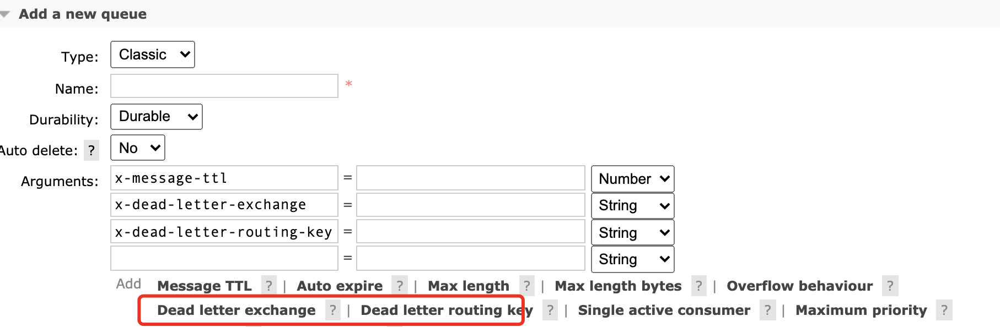 Add a new queue
Type: Classic
Name: *
Durability: Durable
Auto delete: ? No
Arguments: x-message-ttl = Number
x-dead-letter-exchange = String
x-dead-letter-routing-key = String
= String
Add Message TTL ? | Auto expire ? | Max length ? | Max length bytes ? | Overflow behaviour ?
Dead letter exchange ? | Dead letter routing key ? | Single active consumer ? | Maximum priority ?